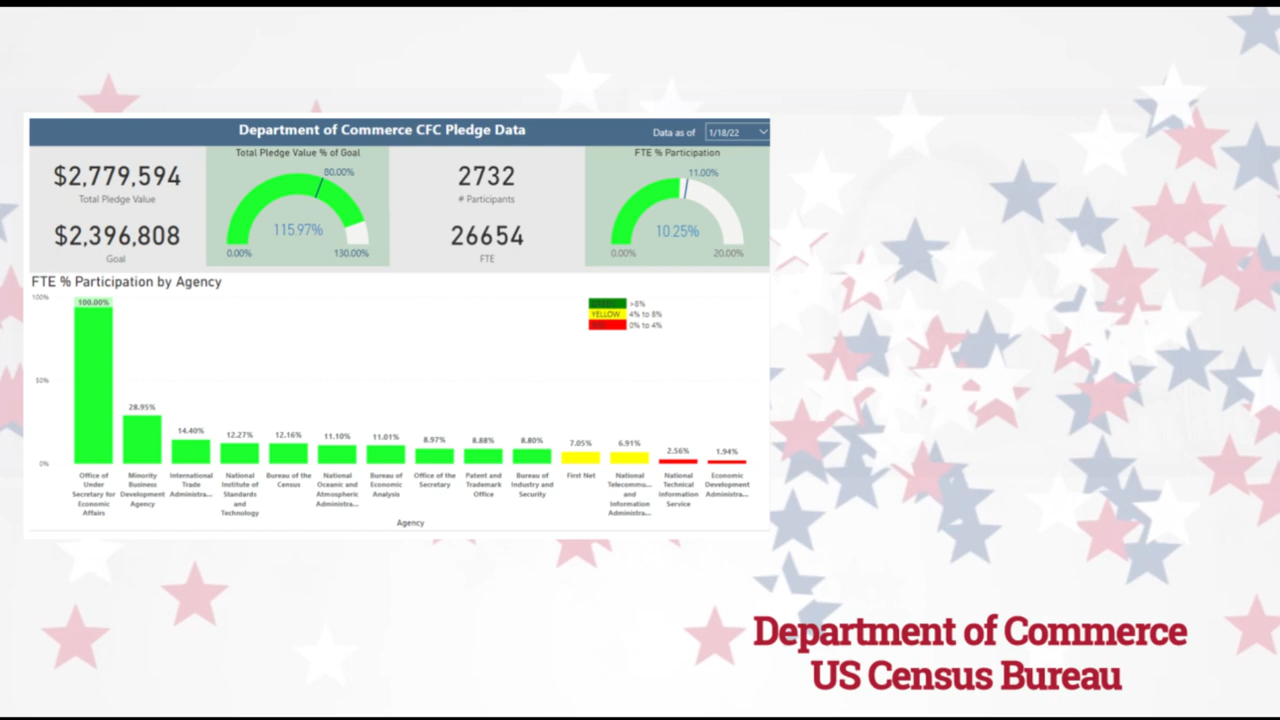 Department of Commerce CFC Pledge Data
Data as of 1/18/22
$2,779,594
Total Pledge Value
$2,396,808
Goal
Total Pledge Value % of Goal
80.00%
115.97%
0.00% 130.00%
2732
# Participants
26654
FTE
FTE % Participation
11.00%
10.25%
0.00% 20.00%
FTE % Participation by Agency
100%
50%
0%
>8%
YELLOW 4% to 8%
0% to 4%
100.00% 28.95% 14.40% 12.27% 12.16% 11.10% 11.01% 8.97% 8.88% 8.80% 7.05% 6.91% 2.56% 1.94%
Office of
Under
Secretary for
Economic
Affairs
Minority
Business
Development
Agency
International
Trade
Administra...
National
Institute of
Standards
and
Technology
Bureau of the
Census
National
Oceanic and
Atmospheric
Administra...
Bureau of
Economic
Analysis
Office of the
Secretary
Patent and
Trademark
Office
Bureau of
Industry and
Security
First Net
National
Telecommu...
and
Information
Administra...
National
Technical
Information
Service
Economic
Development
Administra...
Agency
Department of Commerce
US Census Bureau